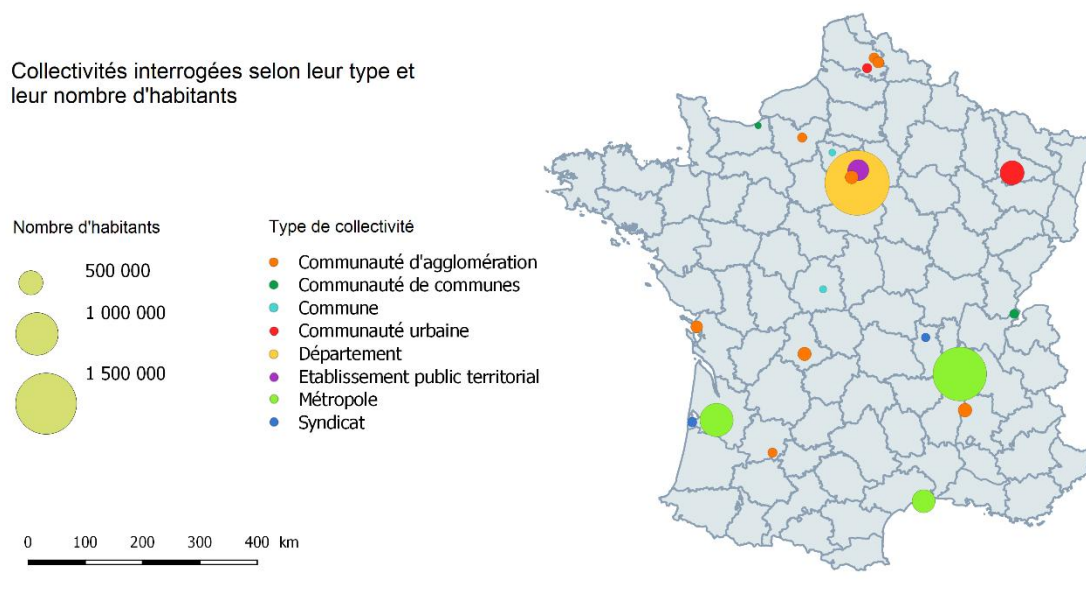 Collectivités interrogées selon leur type et
leur nombre d'habitants
Nombre d'habitants
500 000
1 000 000
1 500 000
Type de collectivité
Communauté d'agglomération
Communauté de communes
Commune
Communauté urbaine
Département
Etablissement public territorial
Métropole
Syndicat
0 100 200 300 400 km